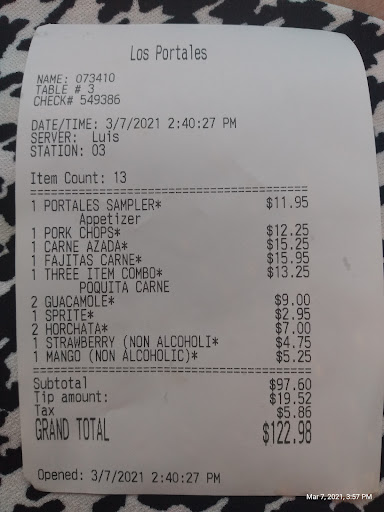 Los Portales
NAME: 073410
TABLE # 3
CHECK# 549386
DATE/TIME: 3/7/2021 2:40:27 PM
SERVER: Luis
STATION: 03
Item Count: 13
1 PORTALES SAMPLER* $11.95
Appetizer
1 PORK CHOPS* $12.25
1 CARNE AZADA* $15.25
1 FAJITAS CARNE* $15.95
1 THREE ITEM COMBO* $13.25
POQUITA CARNE
2 GUACAMOLE* $9.00
1 SPRITE* $2.95
2 HORCHATA* $7.00
1 STRAWBERRY (NON ALCOHOLI* $4.75
1 MANGO (NON ALCOHOLIC)* $5.25
Subtotal $97.60
Tip amount: $19.52
Tax $5.86
GRAND TOTAL $122.98
Opened: 3/7/2021 2:40:27 PM
Mar 7, 2021, 3:57 PM